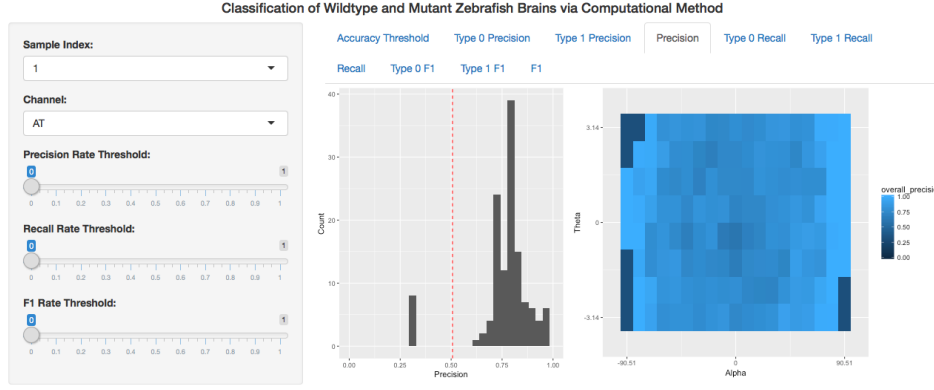 Classification of Wildtype and Mutant Zebrafish Brains via Computational Method
Sample Index:
1
Channel:
AT
Precision Rate Threshold:
0 1
0 0.1 0.2 0.3 0.4 0.5 0.6 0.7 0.8 0.9 1
Recall Rate Threshold:
0 1
0 0.1 0.2 0.3 0.4 0.5 0.6 0.7 0.8 0.9 1
F1 Rate Threshold:
0 1
0 0.1 0.2 0.3 0.4 0.5 0.6 0.7 0.8 0.9 1
Accuracy Threshold Type 0 Precision Type 1 Precision Precision Type 0 Recall Type 1 Recall
Recall Type 0 F1 Type 1 F1 F1
40
30
20
10
0
Count
0.00 0.25 0.50 0.75 1.00
Precision
3.14
0
-3.14
Theta
-90.51 0 90.51
Alpha
overall_precisi
1.00
0.75
0.50
0.25
0.00